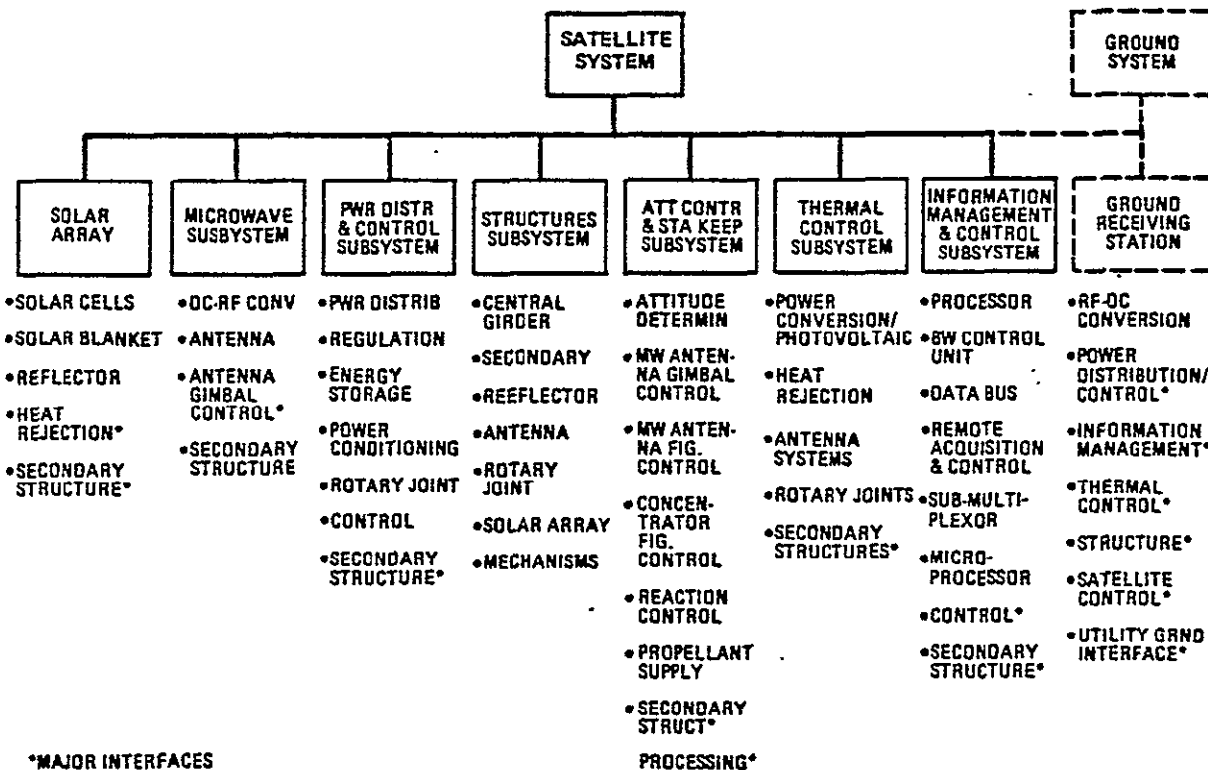 SATELLITE
SYSTEM
GROUND
SYSTEM
SOLAR
ARRAY
MICROWAVE
SUSBYSTEM
PWR DISTR
& CONTROL
SUBSYSTEM
STRUCTURES
SUBSYSTEM
ATT CONTR
& STA KEEP
SUBSYSTEM
THERMAL
CONTROL
SUBSYSTEM
INFORMATION
MANAGEMENT
& CONTROL
SUBSYSTEM
GROUND
RECEIVING
STATION
•SOLAR CELLS
•SOLAR BLANKET
•REFLECTOR
•HEAT
REJECTION*
•SECONDARY
STRUCTURE*
•DC-RF CONV
•ANTENNA
•ANTENNA
GIMBAL
CONTROL*
•SECONDARY
STRUCTURE
•PWR DISTRIB
•REGULATION
•ENERGY
STORAGE
•POWER
CONDITIONING
•ROTARY JOINT
•CONTROL
•SECONDARY
STRUCTURE*
•CENTRAL
GIRDER
•SECONDARY
•REEFLECTOR
•ANTENNA
•ROTARY
JOINT
•SOLAR ARRAY
•MECHANISMS
•ATTITUDE
DETERMIN
•MW ANTEN-
NA GIMBAL
CONTROL
•MW ANTEN-
NA FIG.
CONTROL
•CONCEN-
TRATOR
FIG.
CONTROL
•REACTION
CONTROL
•PROPELLANT
SUPPLY
•SECONDARY
STRUCT*
PROCESSING*
•POWER
CONVERSION/
PHOTOVOLTAIC
•HEAT
REJECTION
•ANTENNA
SYSTEMS
•ROTARY JOINTS
•SECONDARY
STRUCTURES*
•PROCESSOR
•BW CONTROL
UNIT
•DATA BUS
•REMOTE
ACQUISITION
& CONTROL
•SUB-MULTI-
PLEXOR
•MICRO-
PROCESSOR
•CONTROL*
•SECONDARY
STRUCTURE*
•RF-DC
CONVERSION
•POWER
DISTRIBUTION/
CONTROL*
•INFORMATION
MANAGEMENT*
•THERMAL
CONTROL*
•STRUCTURE*
•SATELLITE
CONTROL*
•UTILITY GRND
INTERFACE*
*MAJOR INTERFACES